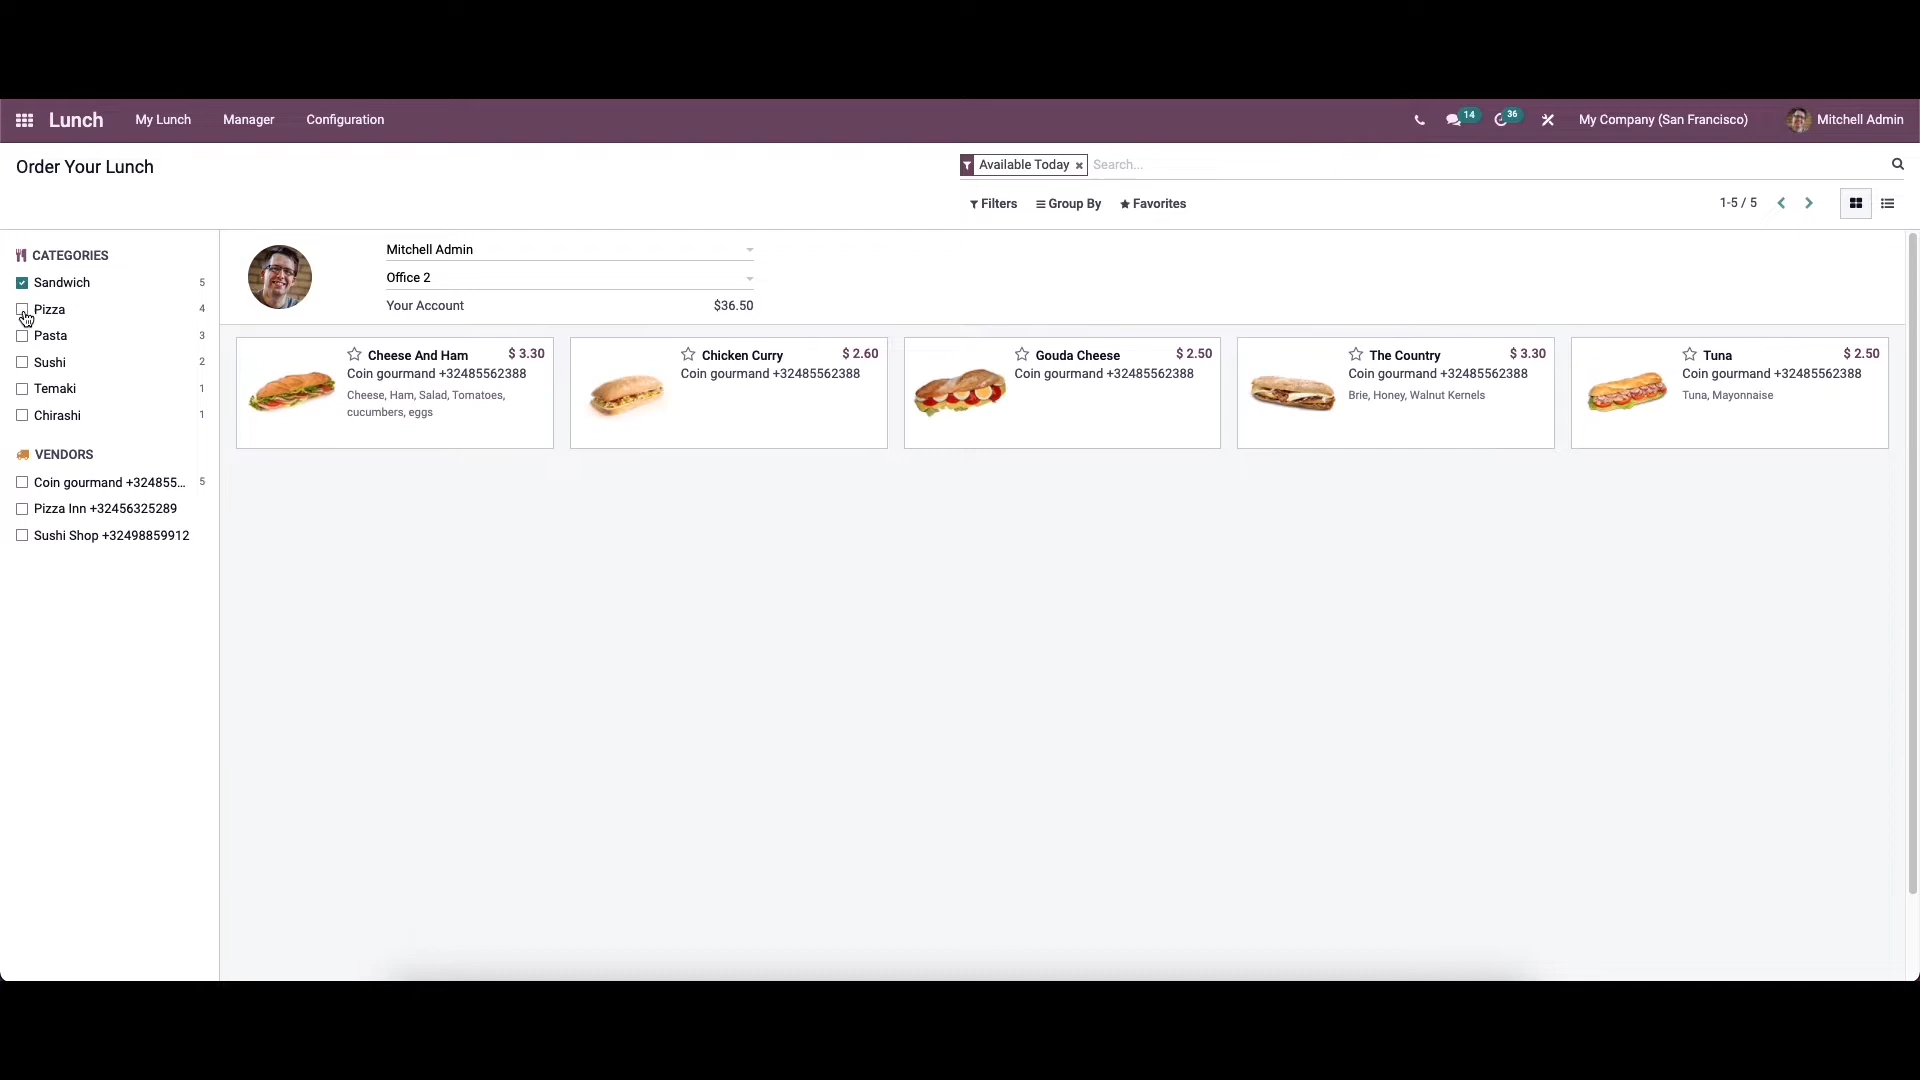 Lunch My Lunch Manager Configuration 14 36 My Company (San Francisco) Mitchell Admin
Order Your Lunch
Available Today × Search...
Filters Group By Favorites 1-5 / 5
CATEGORIES
Sandwich 5
Pizza 4
Pasta 3
Sushi 2
Temaki 1
Chirashi 1
VENDORS
Coin gourmand +324855... 5
Pizza Inn +32456325289
Sushi Shop +32498859912
Mitchell Admin
Office 2
Your Account $36.50
Cheese And Ham $ 3.30
Coin gourmand +32485562388
Cheese, Ham, Salad, Tomatoes,
cucumbers, eggs
Chicken Curry $ 2.60
Coin gourmand +32485562388
Gouda Cheese $ 2.50
Coin gourmand +32485562388
The Country $ 3.30
Coin gourmand +32485562388
Brie, Honey, Walnut Kernels
Tuna $ 2.50
Coin gourmand +32485562388
Tuna, Mayonnaise